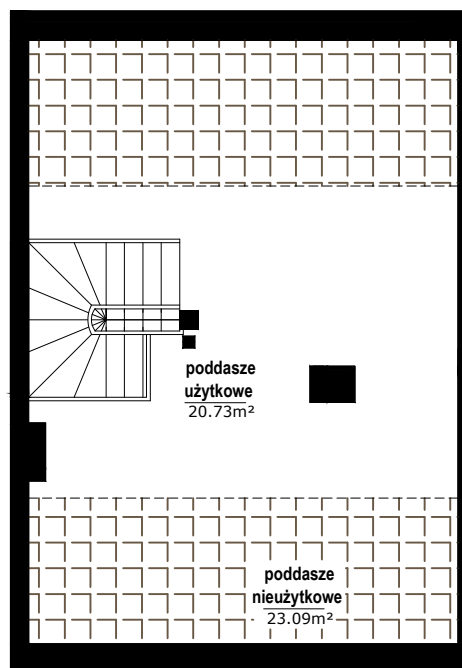 poddasze
użytkowe
20.73m²
poddasze
nieużytkowe
23.09m²